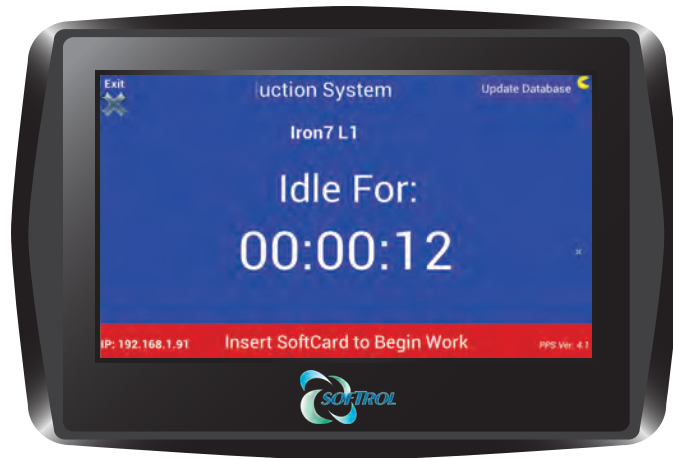 Exit
uction System
Update Database
Iron7 L1
Idle For:
00:00:12
IP: 192.168.1.91
Insert SoftCard to Begin Work
PPS Ver 4.1
SOFTROL